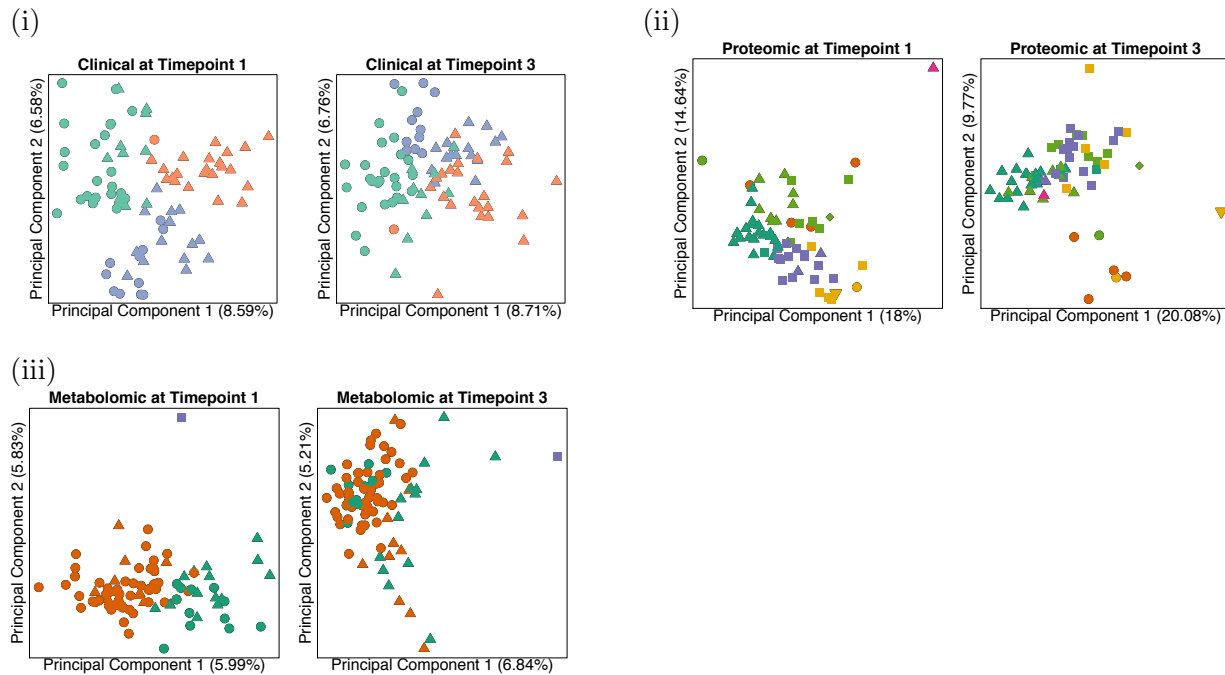 (i)
Clinical at Timepoint 1
Principal Component 2 (6.58%)
Principal Component 1 (8.59%)
Clinical at Timepoint 3
Principal Component 2 (6.76%)
Principal Component 1 (8.71%)
(ii)
Proteomic at Timepoint 1
Principal Component 2 (14.64%)
Principal Component 1 (18%)
Proteomic at Timepoint 3
Principal Component 2 (9.77%)
Principal Component 1 (20.08%)
(iii)
Metabolomic at Timepoint 1
Principal Component 2 (5.83%)
Principal Component 1 (5.99%)
Metabolomic at Timepoint 3
Principal Component 2 (5.21%)
Principal Component 1 (6.84%)